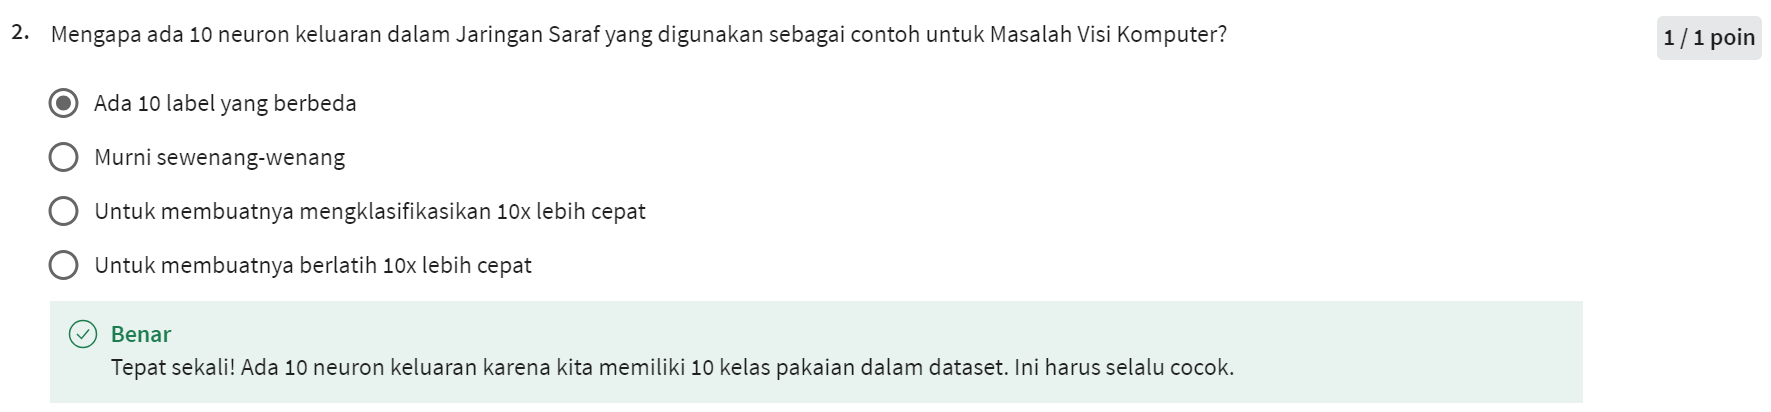 2. Mengapa ada 10 neuron keluaran dalam Jaringan Saraf yang digunakan sebagai contoh untuk Masalah Visi Komputer?
1 / 1 poin
Ada 10 label yang berbeda
Murni sewenang-wenang
Untuk membuatnya mengklasifikasikan 10x lebih cepat
Untuk membuatnya berlatih 10x lebih cepat
Benar
Tepat sekali! Ada 10 neuron keluaran karena kita memiliki 10 kelas pakaian dalam dataset. Ini harus selalu cocok.